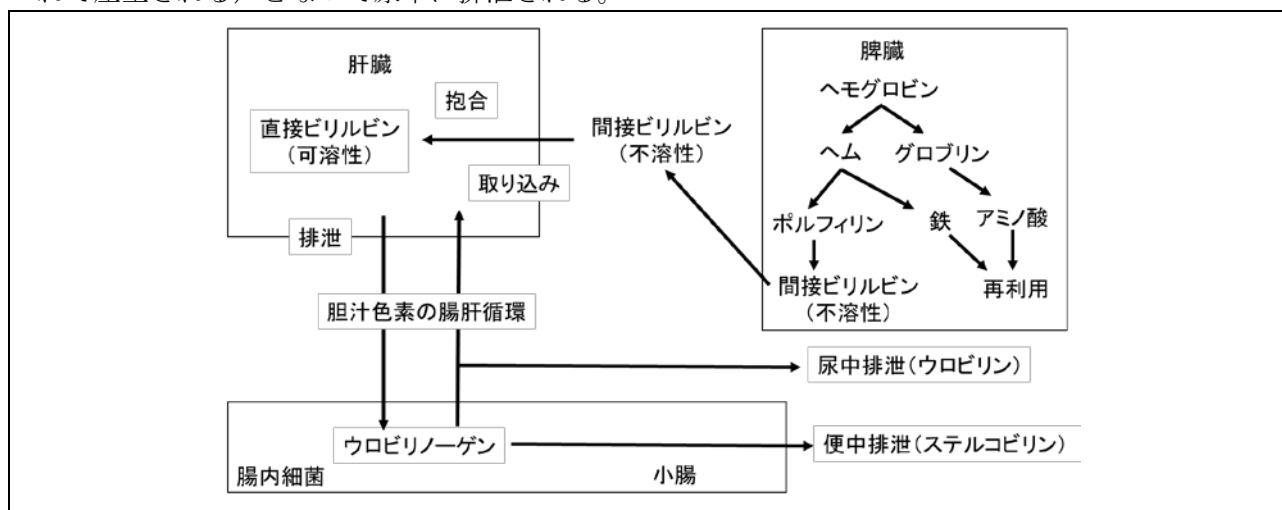 肝臓
抱合
直接ビリルビン
(可溶性)
取り込み
排泄
間接ビリルビン
(不溶性)
脾臓
ヘモグロビン
ヘム
グロブリン
ポルフィリン
鉄
アミノ酸
間接ビリルビン
(不溶性)
再利用
胆汁色素の腸肝循環
尿中排泄(ウロビリン)
ウロビリノーゲン
便中排泄(ステルコビリン)
腸内細菌
小腸